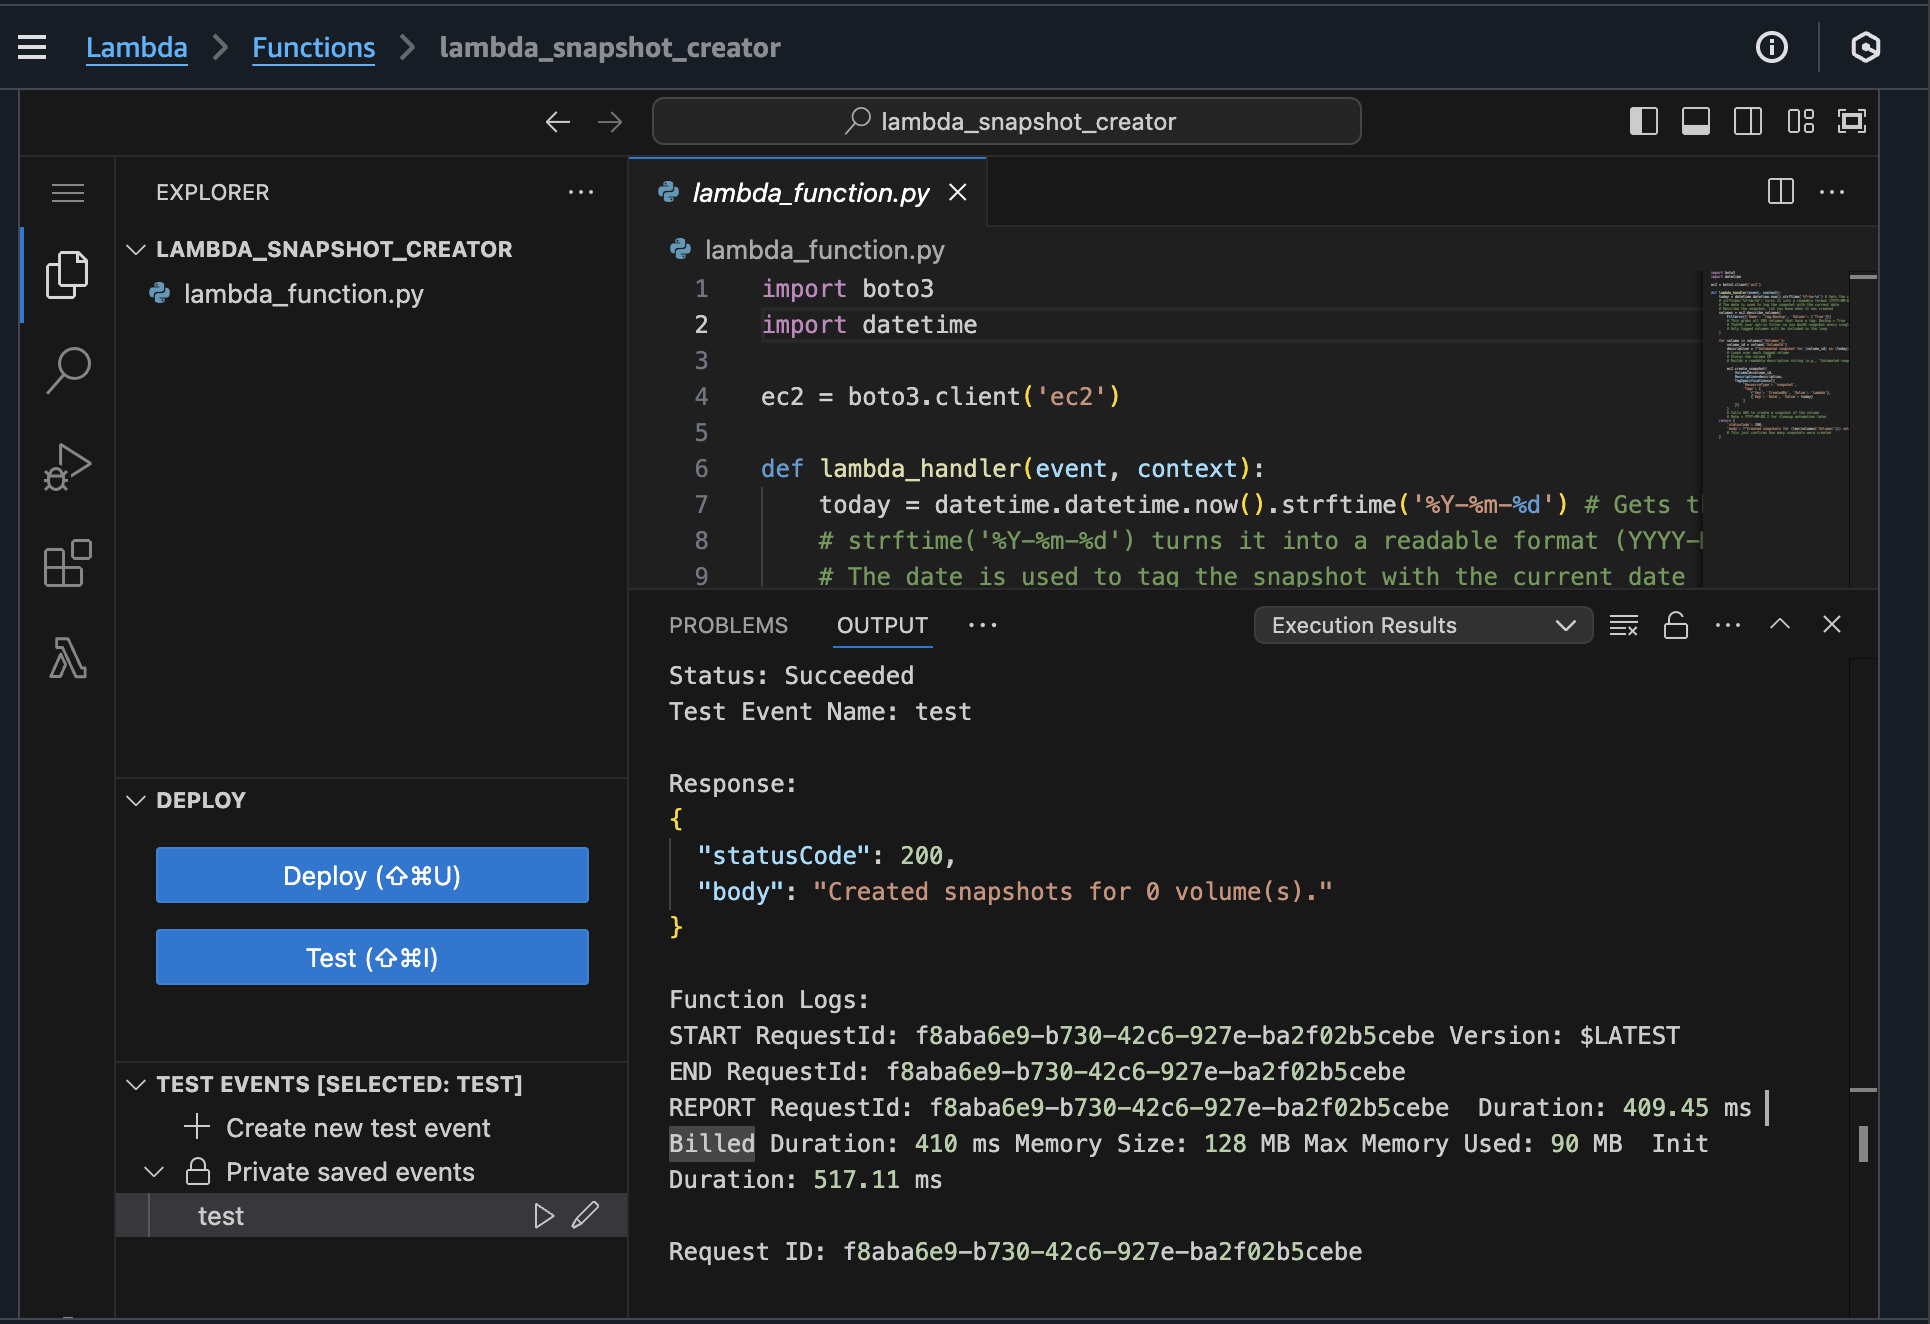 Lambda > Functions > lambda_snapshot_creator
lambda_snapshot_creator
EXPLORER
LAMBDA_SNAPSHOT_CREATOR
lambda_function.py
DEPLOY
Deploy (⇧⌘U)
Test (⇧⌘I)
TEST EVENTS [SELECTED: TEST]
Create new test event
Private saved events
test
lambda_function.py
lambda_function.py
1 import boto3
2 import datetime
3
4 ec2 = boto3.client('ec2')
5
6 def lambda_handler(event, context):
7 today = datetime.datetime.now().strftime('%Y-%m-%d') # Gets
8 # strftime('%Y-%m-%d') turns it into a readable format (YYYY-
9 # The date is used to tag the snapshot with the current date
PROBLEMS
OUTPUT
Execution Results
Status: Succeeded
Test Event Name: test
Response:
{
"statusCode": 200,
"body": "Created snapshots for 0 volume(s)."
}
Function Logs:
START RequestId: f8aba6e9-b730-42c6-927e-ba2f02b5cebe Version: $LATEST
END RequestId: f8aba6e9-b730-42c6-927e-ba2f02b5cebe
REPORT RequestId: f8aba6e9-b730-42c6-927e-ba2f02b5cebe Duration: 409.45 ms
Billed Duration: 410 ms Memory Size: 128 MB Max Memory Used: 90 MB Init
Duration: 517.11 ms
Request ID: f8aba6e9-b730-42c6-927e-ba2f02b5cebe